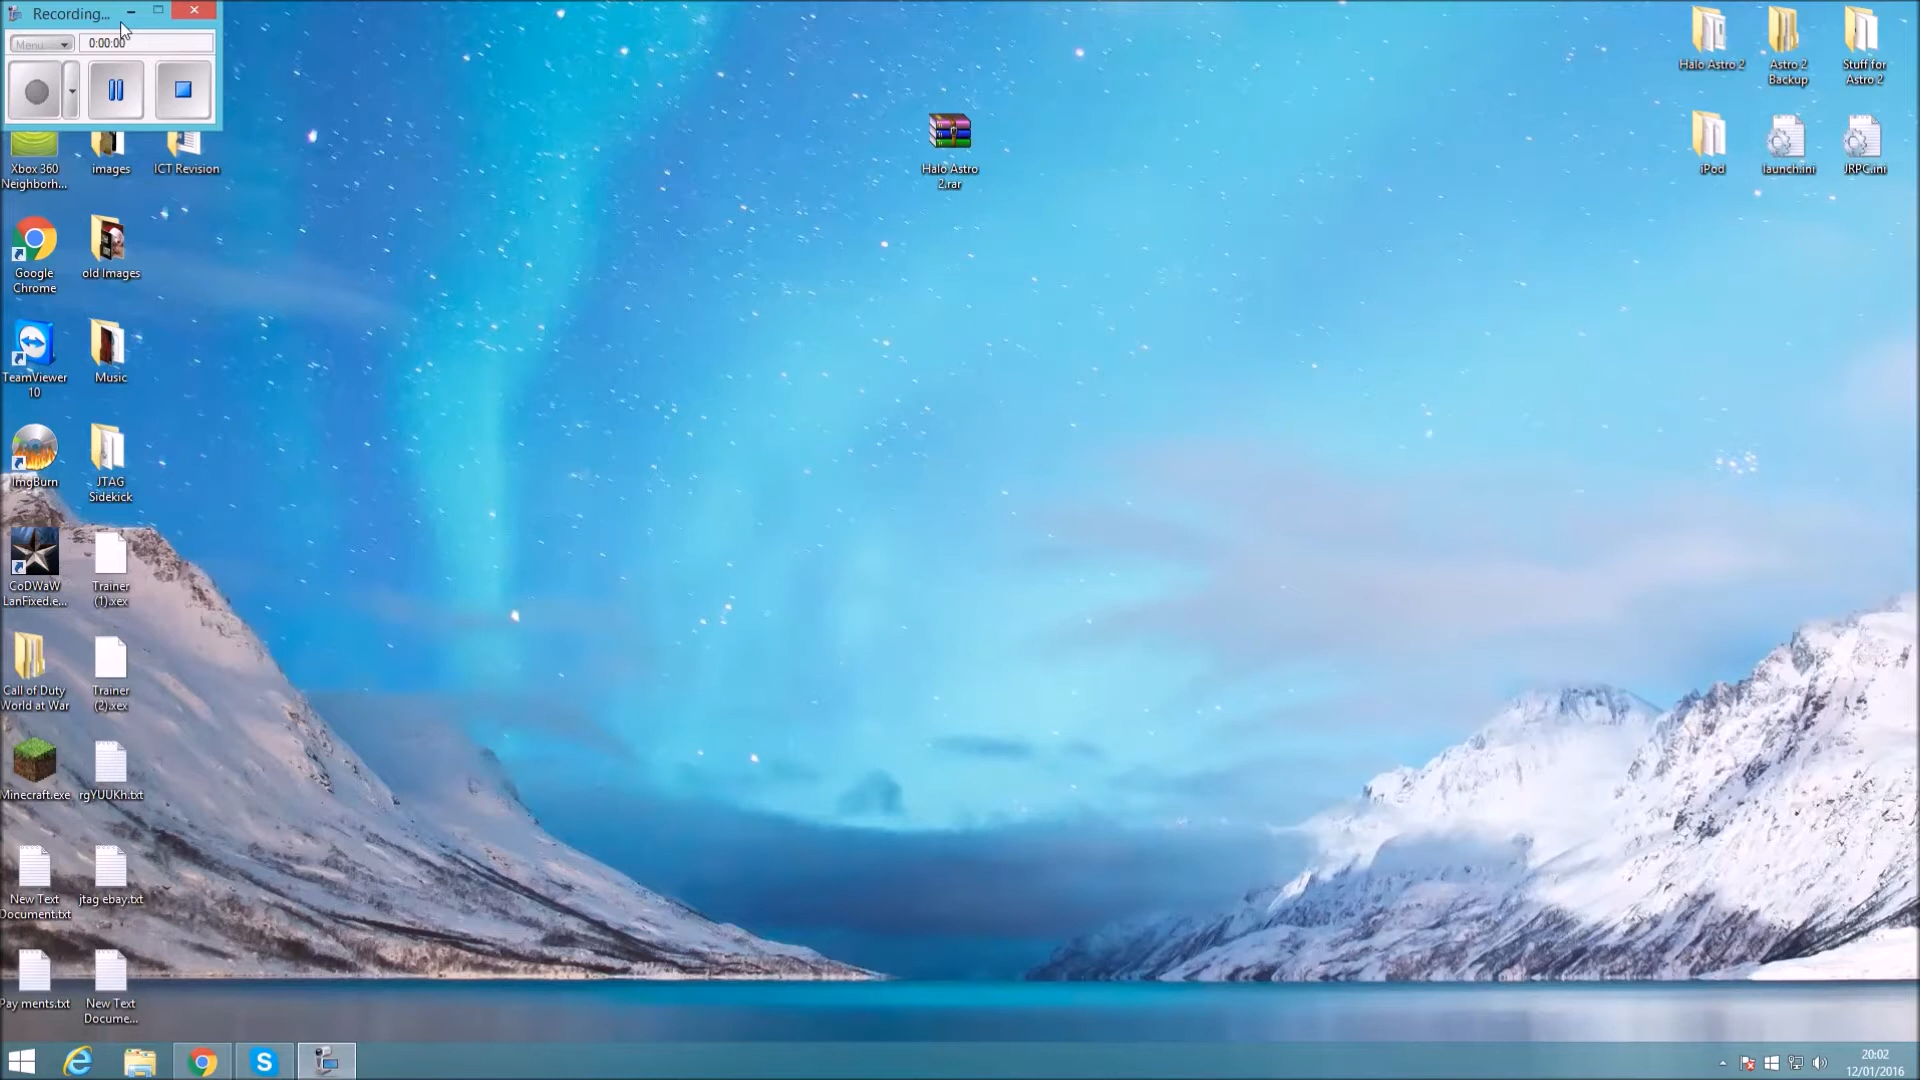 Recording...
Menu
0:00:00
Xbox 360
Neighborh...
images
ICT Revision
Halo Astro
2.rar
Halo Astro 2
Astro 2
Backup
Stuff for
Astro 2
iPod
launch.ini
JRPC.ini
Google
Chrome
old Images
TeamViewer
10
Music
ImgBurn
JTAG
Sidekick
CoDWaW
LanFixed.e...
Trainer
(1).xex
Call of Duty
World at War
Trainer
(2).xex
Minecraft.exe
rgYUUKh.txt
New Text
Document.txt
jtag ebay.txt
Pay ments.txt
New Text
Docume...
20:02
12/01/2016